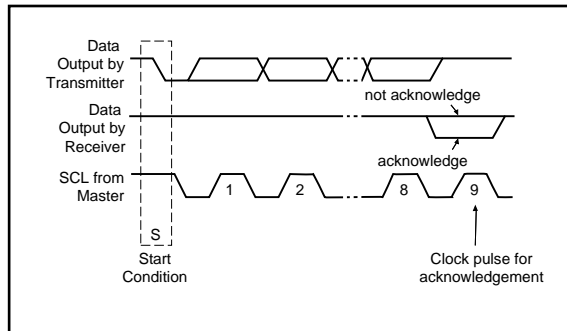 Data
Output by
Transmitter
not acknowledge
Data
Output by
Receiver
acknowledge
SCL from
Master
1
2
8
9
S
Start
Condition
Clock pulse for
acknowledgement